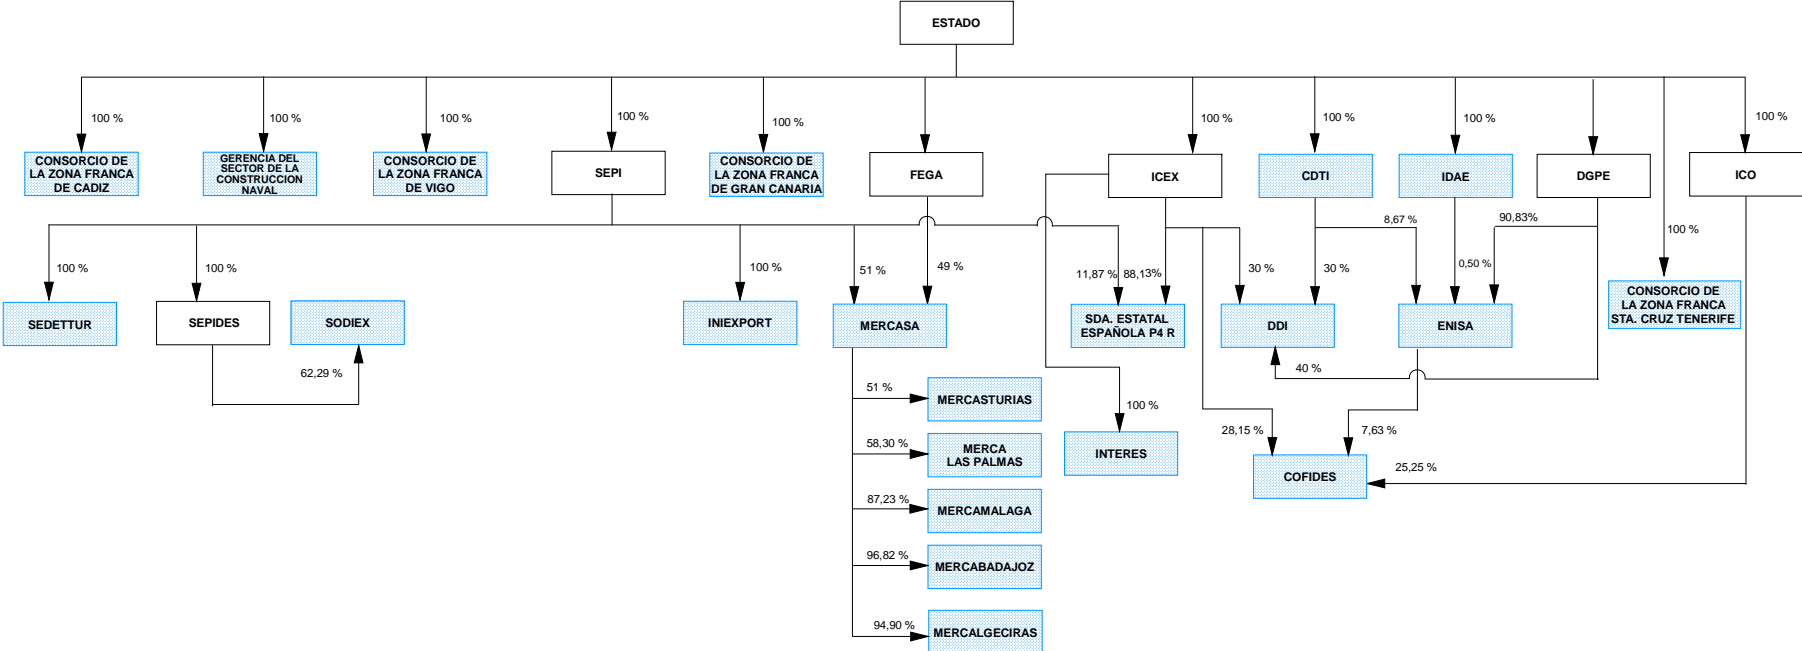 ESTADO
100 %
100 %
100 %
100 %
100 %
100 %
100 %
100 %
100 %
CONSORCIO DE
LA ZONA FRANCA
DE CADIZ
GERENCIA DEL
SECTOR DE LA
CONSTRUCCION
NAVAL
CONSORCIO DE
LA ZONA FRANCA
DE VIGO
SEPI
CONSORCIO DE
LA ZONA FRANCA
DE GRAN CANARIA
FEGA
ICEX
CDTI
IDAE
DGPE
ICO
8,67 %
90,83%
100 %
100 %
100 %
100 %
51 %
49 %
11,87 %
88,13%
30 %
30 %
0,50 %
SEDETTUR
SEPIDES
SODIEX
INIEXPORT
MERCASA
SDA. ESTATAL
ESPAÑOLA P4 R
DDI
ENISA
CONSORCIO DE
LA ZONA FRANCA
STA. CRUZ TENERIFE
62,29 %
40 %
51 %
MERCASTURIAS
100 %
58,30 %
MERCA
LAS PALMAS
INTERES
28,15 %
7,63 %
COFIDES
25,25 %
87,23 %
MERCAMALAGA
96,82 %
MERCABADAJOZ
94,90 %
MERCALGECIRAS